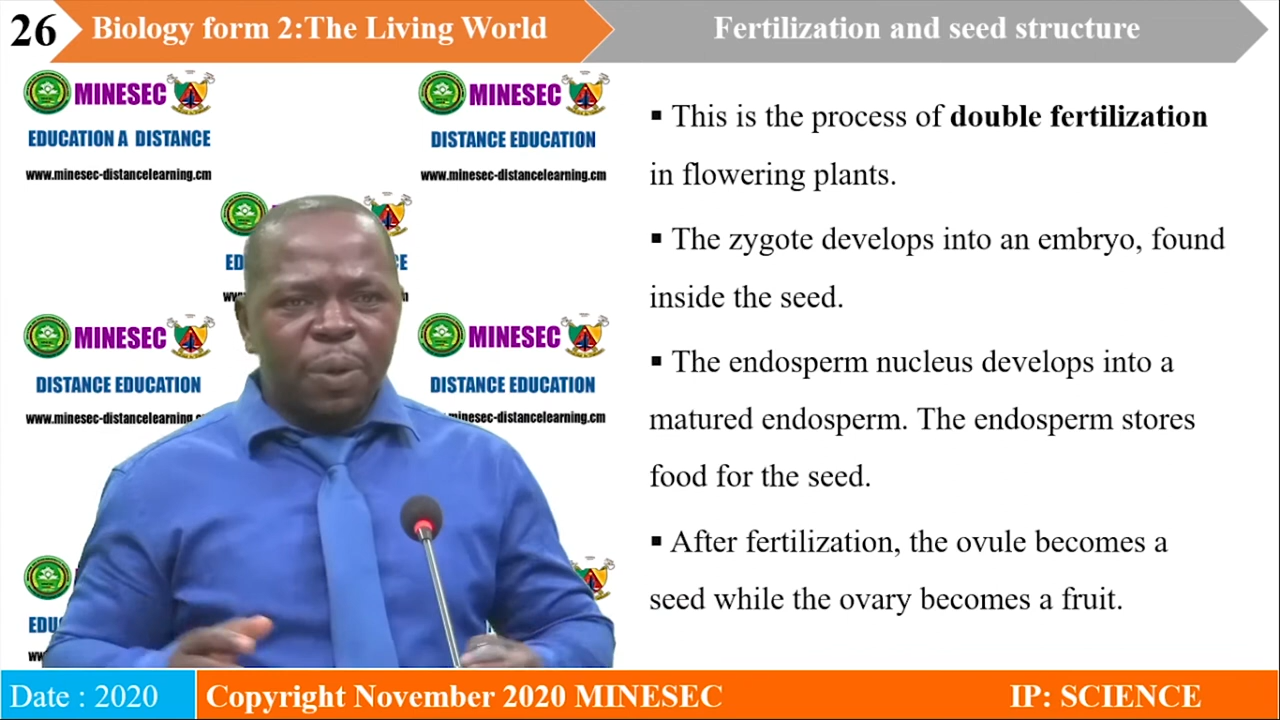 26
Biology form 2:The Living World
Fertilization and seed structure
MINESEC
EDUCATION A DISTANCE
www.minesec-distancelearning.cm
MINESEC
DISTANCE EDUCATION
www.minesec-distancelearning.cm
MINESEC
DISTANCE EDUCATION
MINESEC
DISTANCE EDUCATION
▪ This is the process of double fertilization
in flowering plants.
▪ The zygote develops into an embryo, found
inside the seed.
▪ The endosperm nucleus develops into a
matured endosperm. The endosperm stores
food for the seed.
▪ After fertilization, the ovule becomes a
seed while the ovary becomes a fruit.
Date : 2020
Copyright November 2020 MINESEC
IP: SCIENCE